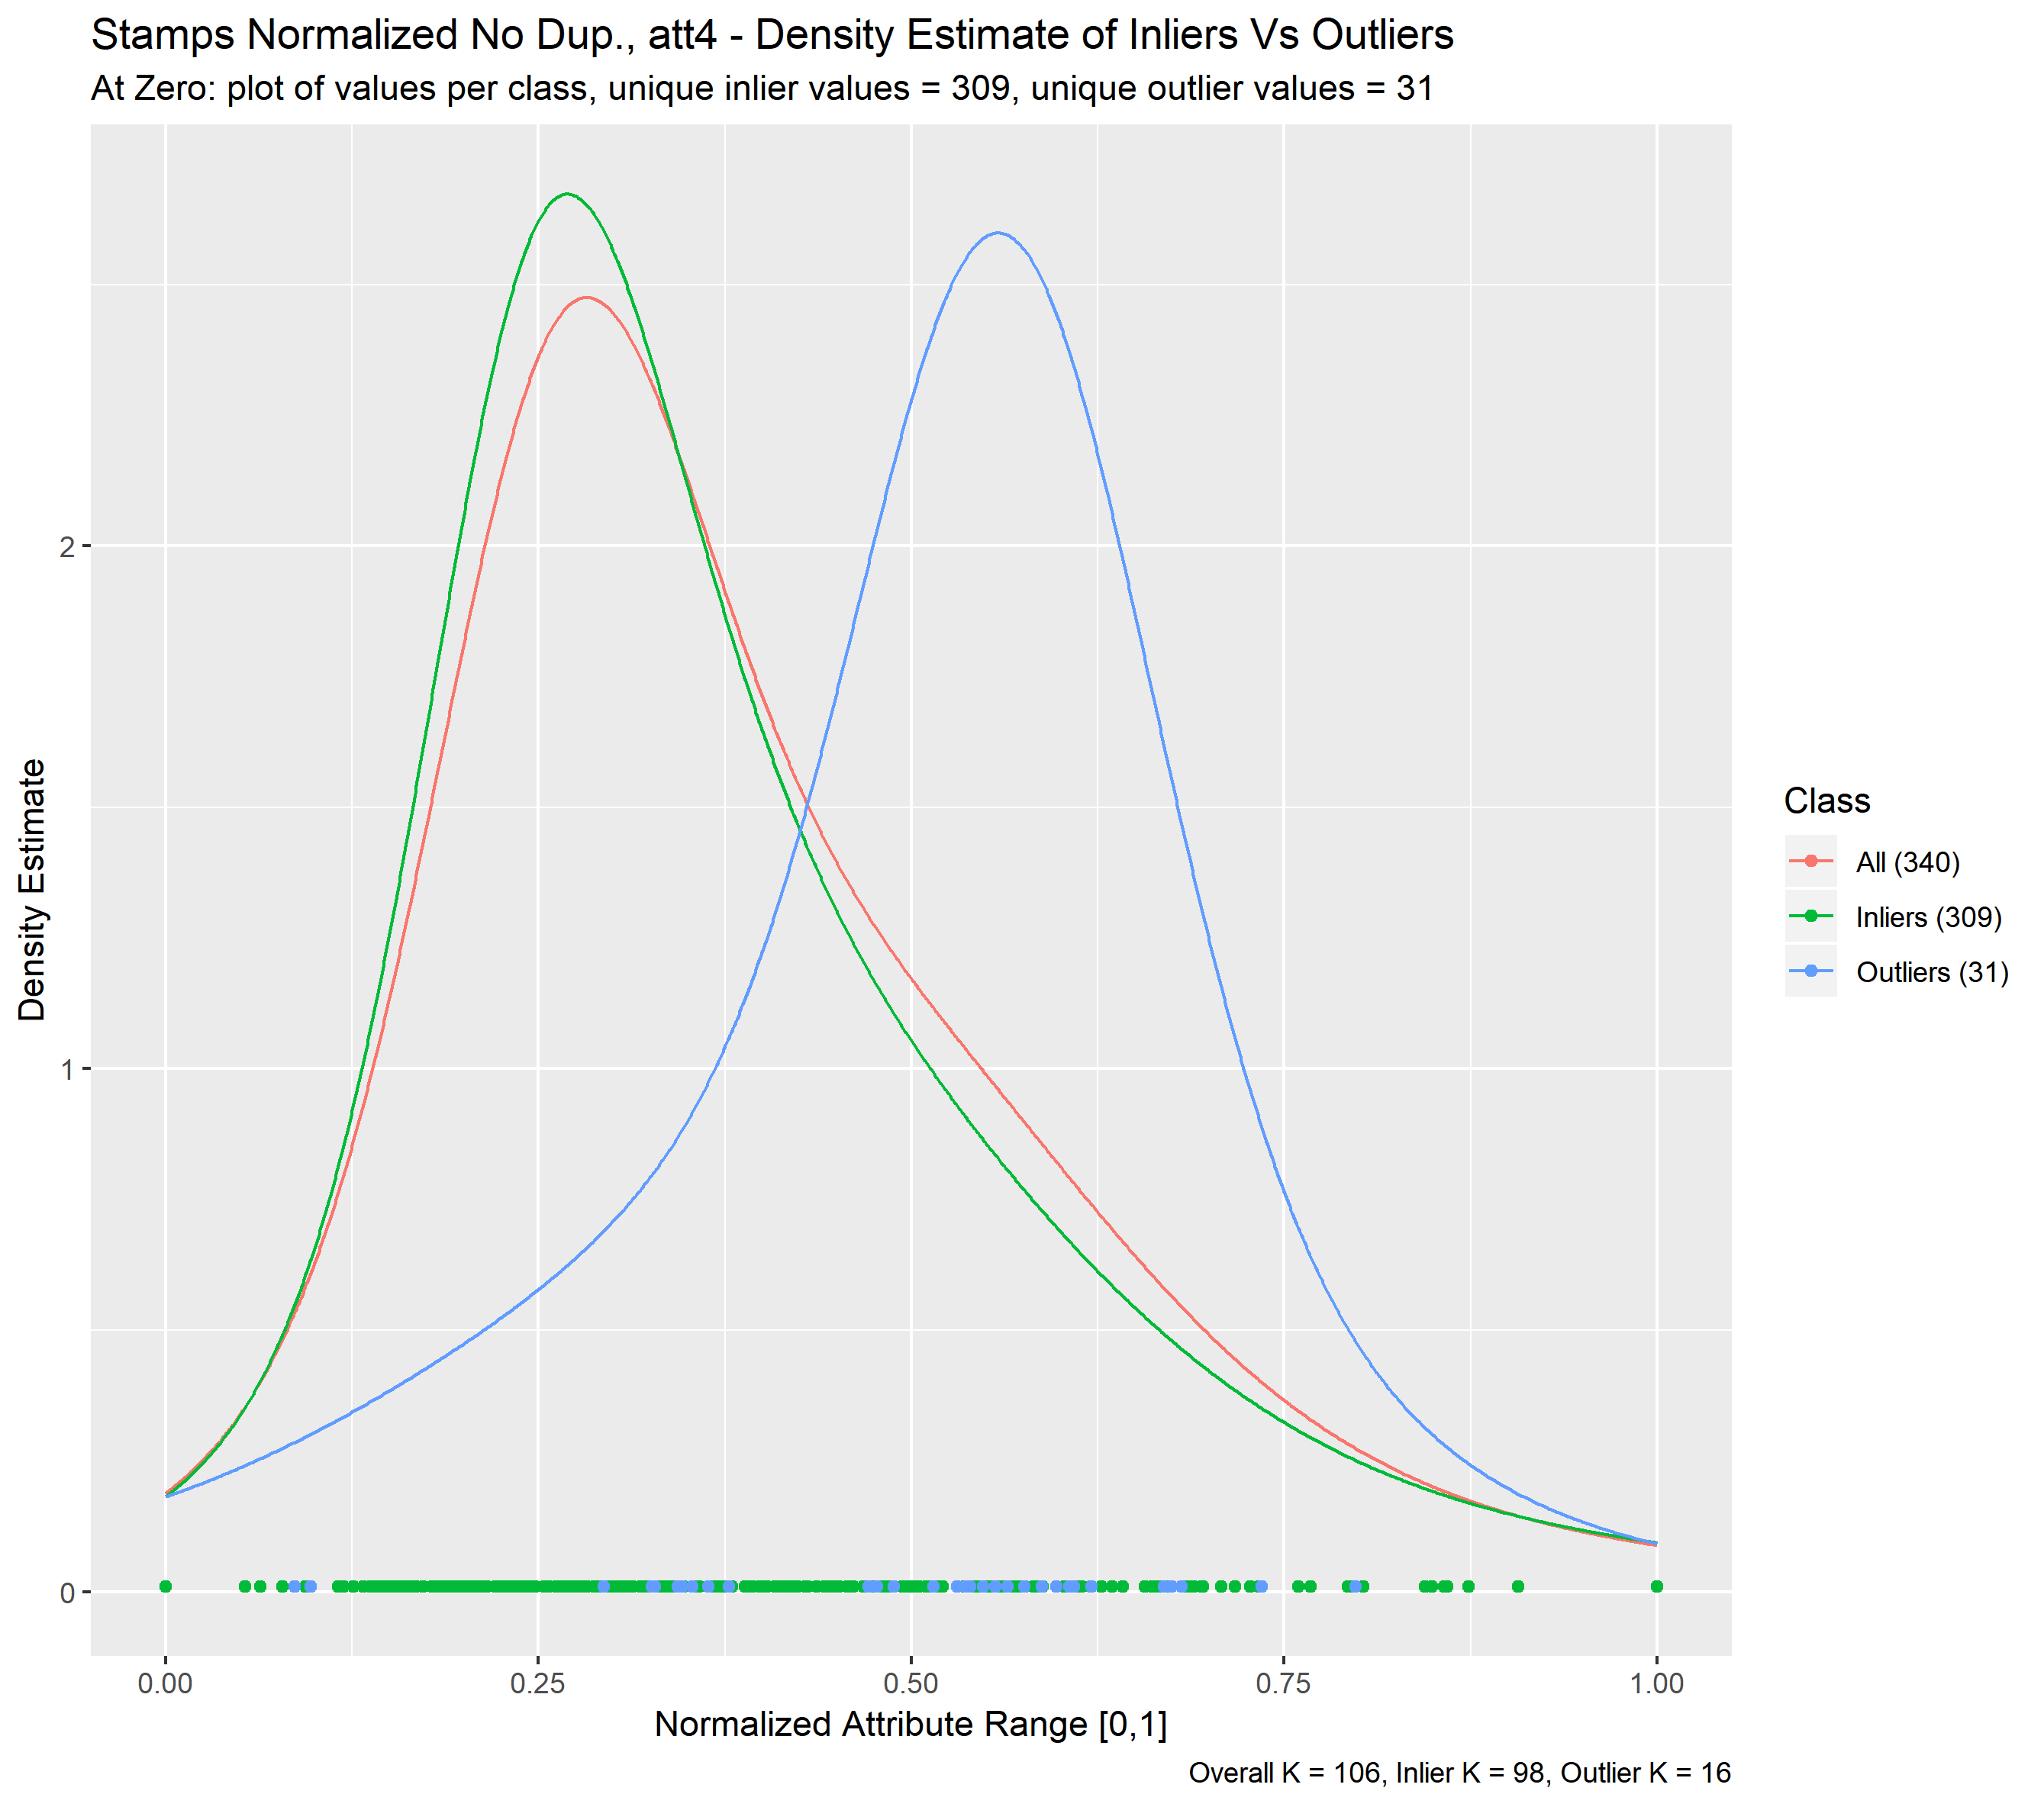 Stamps Normalized No Dup., att4 - Density Estimate of Inliers Vs Outliers
At Zero: plot of values per class, unique inlier values = 309, unique outlier values = 31
Density Estimate
2
1
0
0.00 0.25 0.50 0.75 1.00
Normalized Attribute Range [0,1]
Overall K = 106, Inlier K = 98, Outlier K = 16
Class
All (340)
Inliers (309)
Outliers (31)